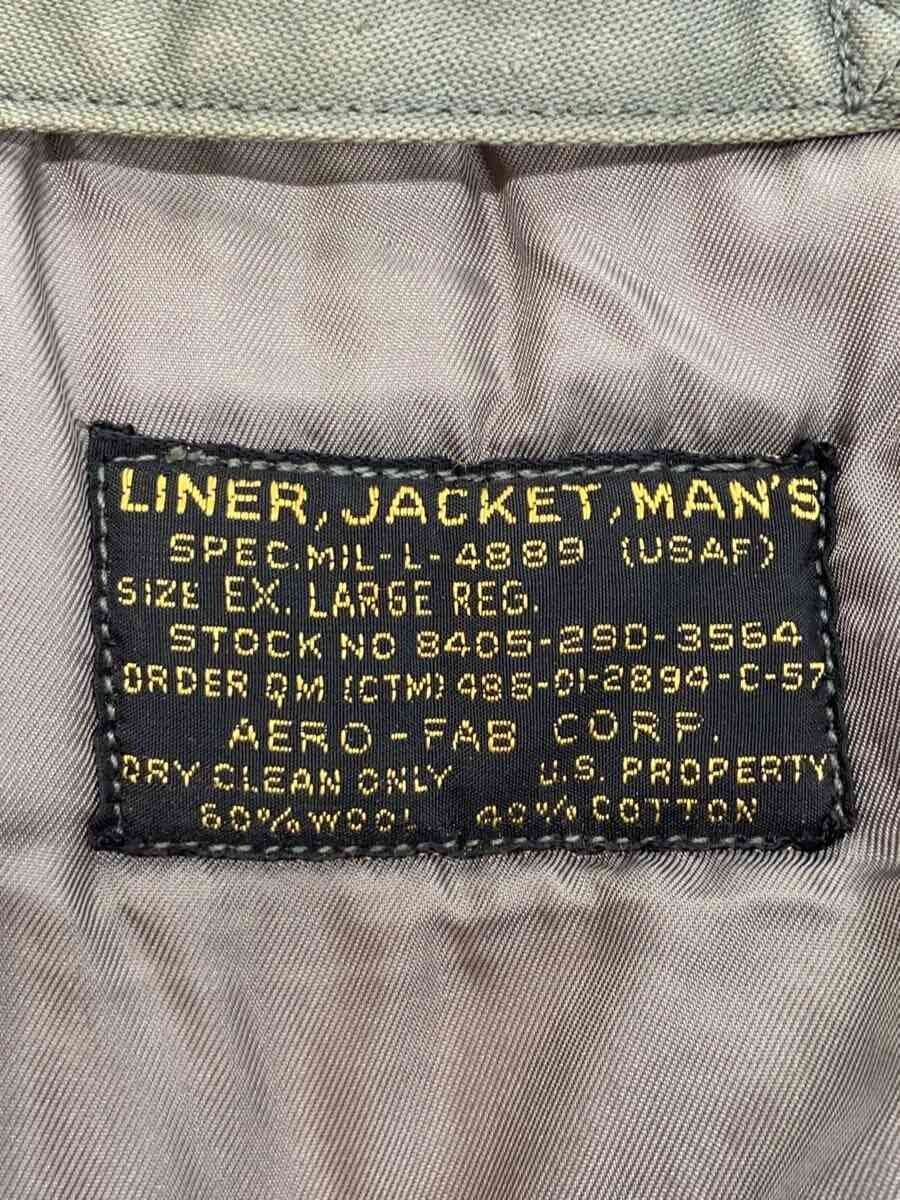 LINER, JACKET, MAN'S
SPEC. MIL-L-4889 (USAF)
SIZE EX. LARGE REG.
STOCK NO 8405-290-3564
ORDER QM (CTM) 486-01-2894-C-57
AERO-FAB CORP.
DRY CLEAN ONLY U.S. PROPERTY
60% WOOL 40% COTTON